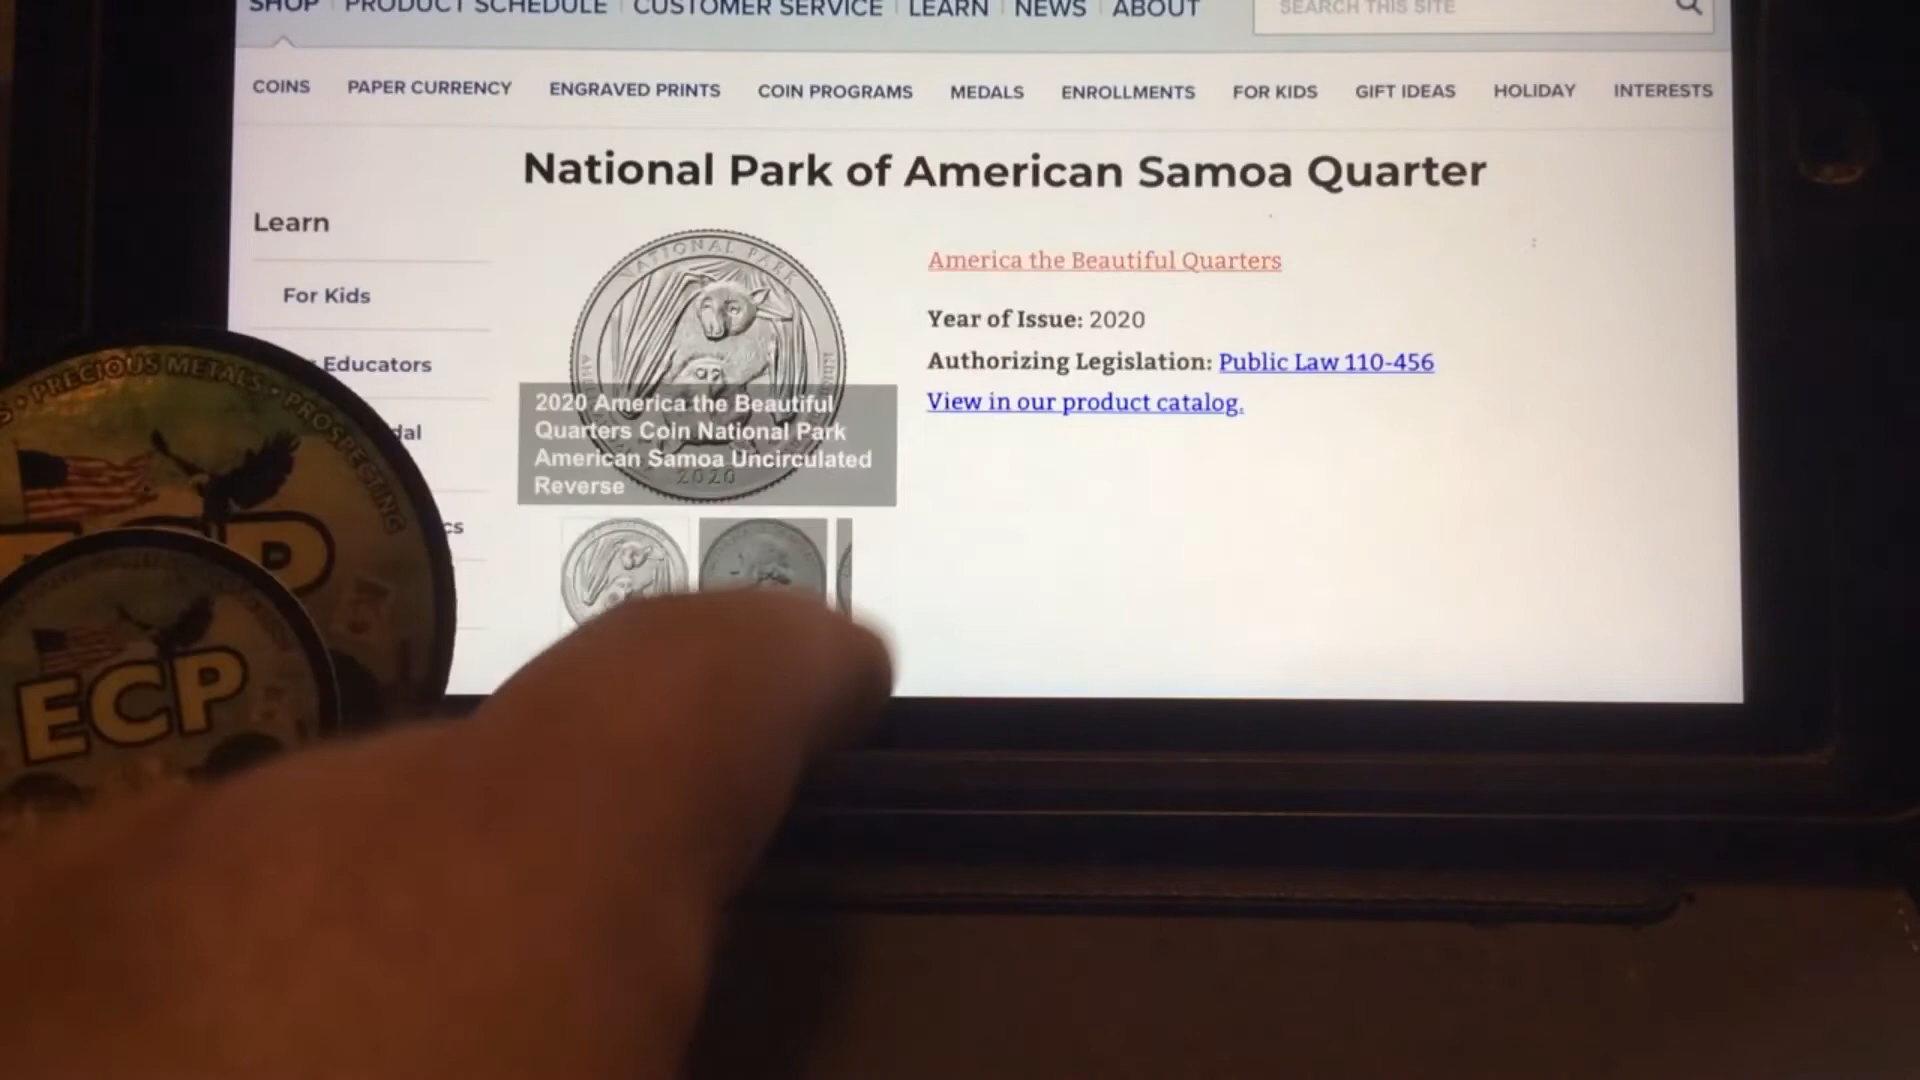 SHOP PRODUCT SCHEDULE CUSTOMER SERVICE LEARN NEWS ABOUT
SEARCH THIS SITE
COINS PAPER CURRENCY ENGRAVED PRINTS COIN PROGRAMS MEDALS ENROLLMENTS FOR KIDS GIFT IDEAS HOLIDAY INTERESTS
National Park of American Samoa Quarter
Learn
For Kids
Educators
NATIONAL PARK
America the Beautiful Quarters
Year of Issue: 2020
Authorizing Legislation: Public Law 110-456
View in our product catalog.
2020 America the Beautiful
Quarters Coin National Park
American Samoa Uncirculated
Reverse
2020
PRECIOUS METALS • PROSPECTING
ECP